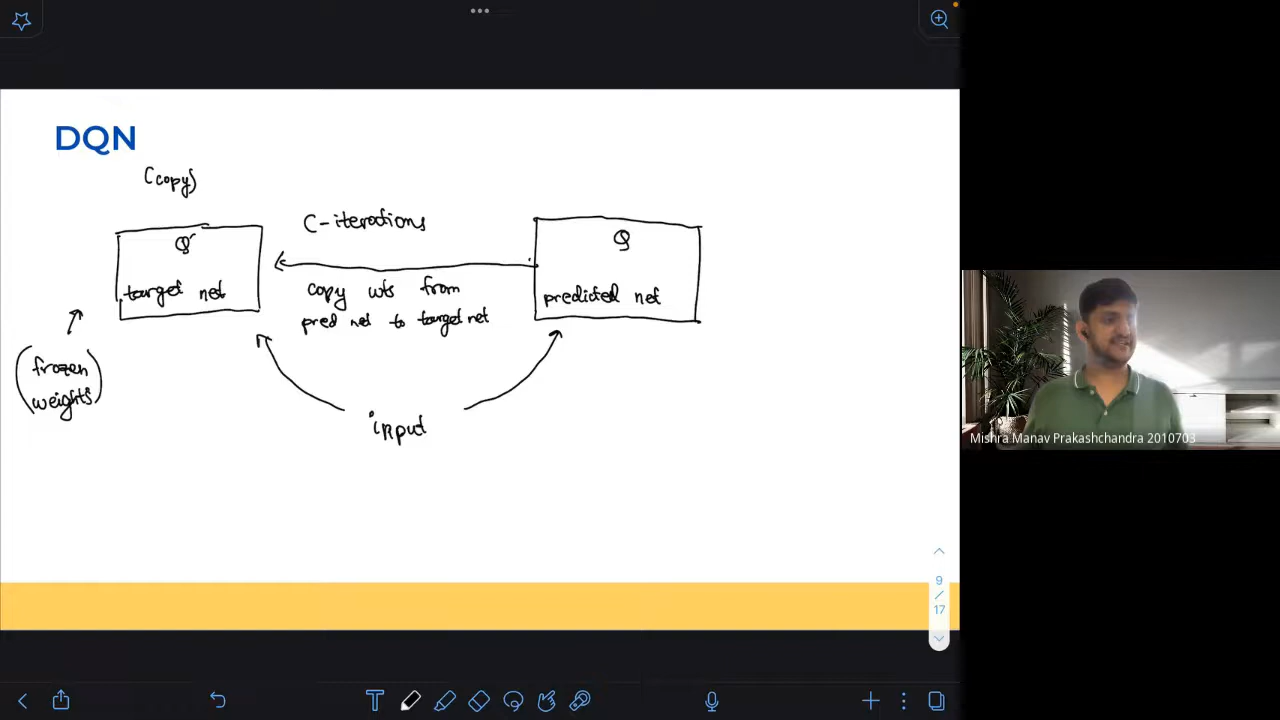 DQN
(copy)
C-iterations
Q'
target net
copy wts from
pred net to target net
Q
predicted net
(frozen
weights)
input
9
/
17
T
Mishra Manav Prakashchandra 2010703